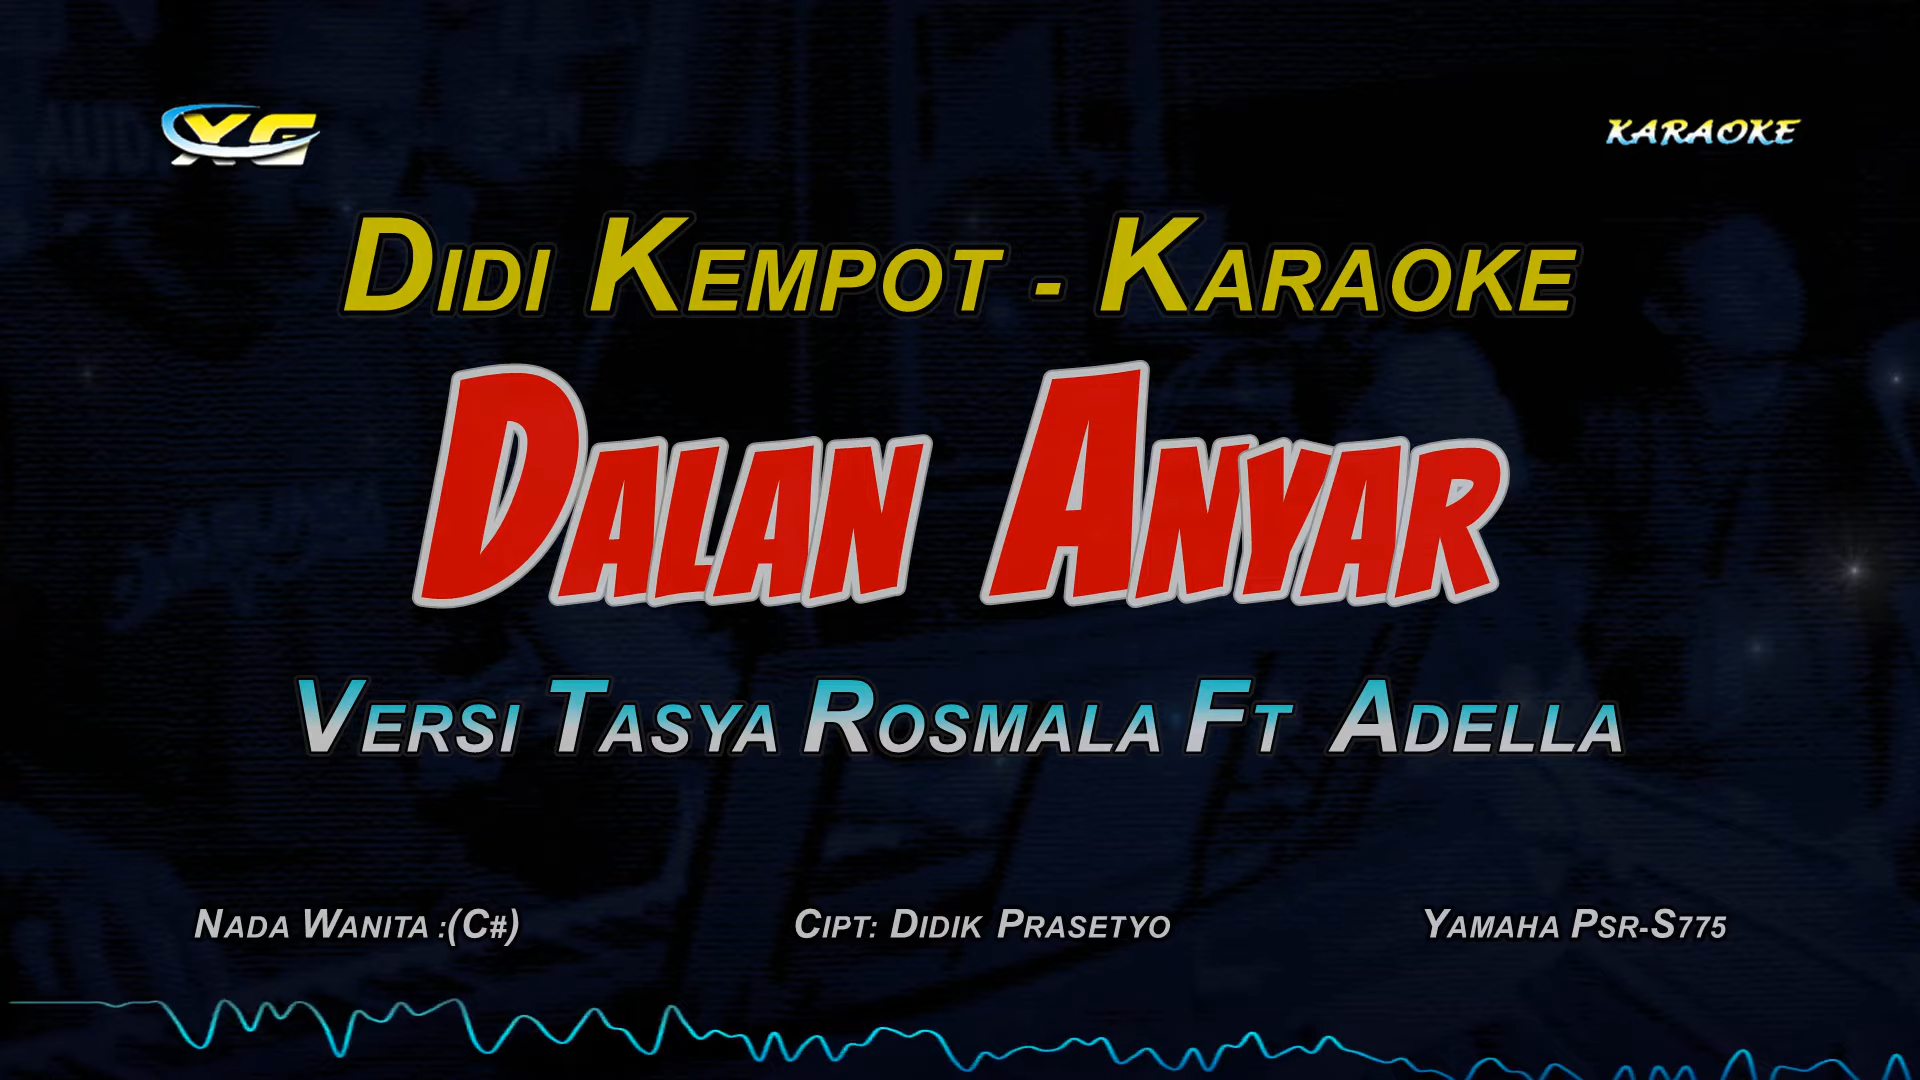 XG
KARAOKE
DIDI KEMPOT - KARAOKE
DALAN ANYAR
VERSI TASYA ROSMALA FT ADELLA
NADA WANITA :(C#)
CIPT: DIDIK PRASETYO
YAMAHA PSR-S775